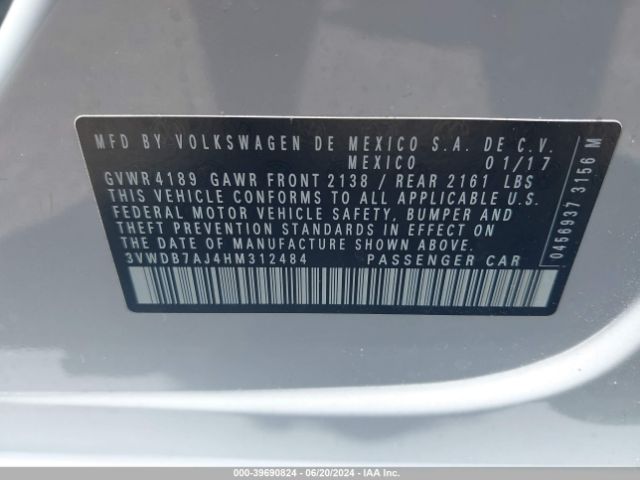 MFD BY VOLKSWAGEN DE MEXICO S.A. DE C.V.
MEXICO 01/17
GVWR 4189 GAWR FRONT 2138 / REAR 2161 LBS
THIS VEHICLE CONFORMS TO ALL APPLICABLE U.S.
FEDERAL MOTOR VEHICLE SAFETY, BUMPER AND
THEFT PREVENTION STANDARDS IN EFFECT ON
THE DATE OF MANUFACTURE SHOWN ABOVE.
3VWDB7AJ4HM312484 PASSENGER CAR
0456937 3156 M
000-39690824 / 06/20/2024 / IAA Inc.